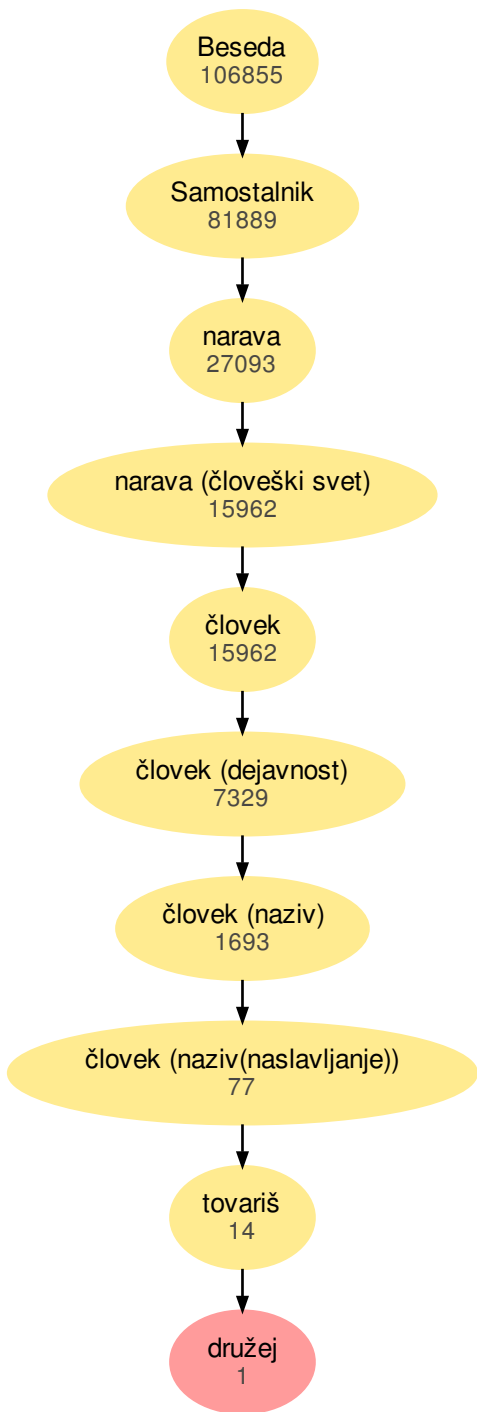 Beseda
106855
Samostalnik
81889
narava
27093
narava (človeški svet)
15962
človek
15962
človek (dejavnost)
7329
človek (naziv)
1693
človek (naziv(naslavljanje))
77
tovariš
14
družej
1